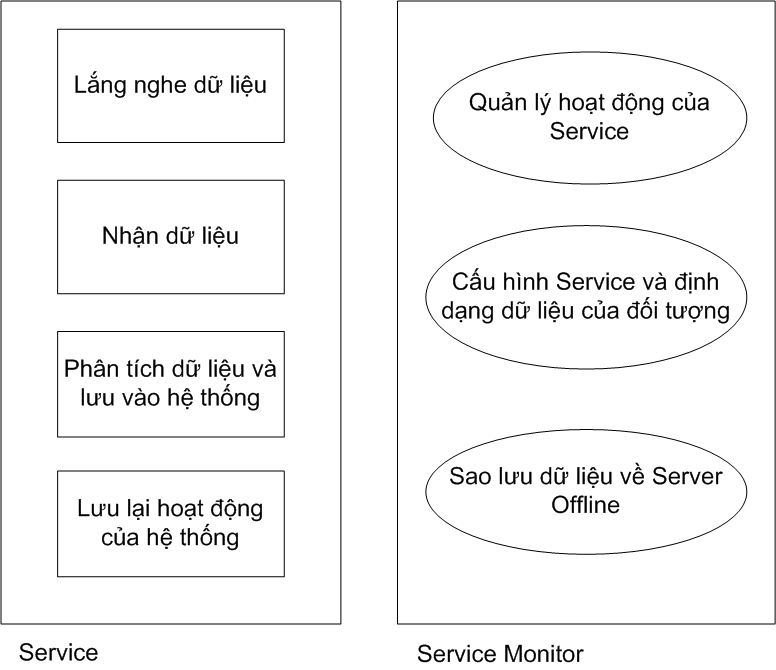 Lắng nghe dữ liệu
Nhận dữ liệu
Phân tích dữ liệu và
lưu vào hệ thống
Lưu lại hoạt động
của hệ thống
Service
Quản lý hoạt động của
Service
Cấu hình Service và định
dạng dữ liệu của đối tượng
Sao lưu dữ liệu về Server
Offline
Service Monitor